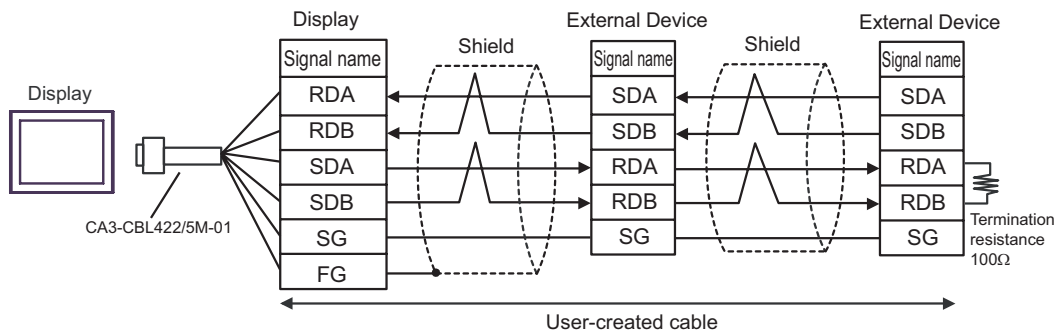 Display
External Device
External Device
Shield
Shield
Signal name
Signal name
Signal name
Display
RDA
SDA
SDA
RDB
SDB
SDB
SDA
RDA
RDA
SDB
RDB
RDB
CA3-CBL422/5M-01
Termination
resistance
100Ω
SG
SG
SG
FG
User-created cable